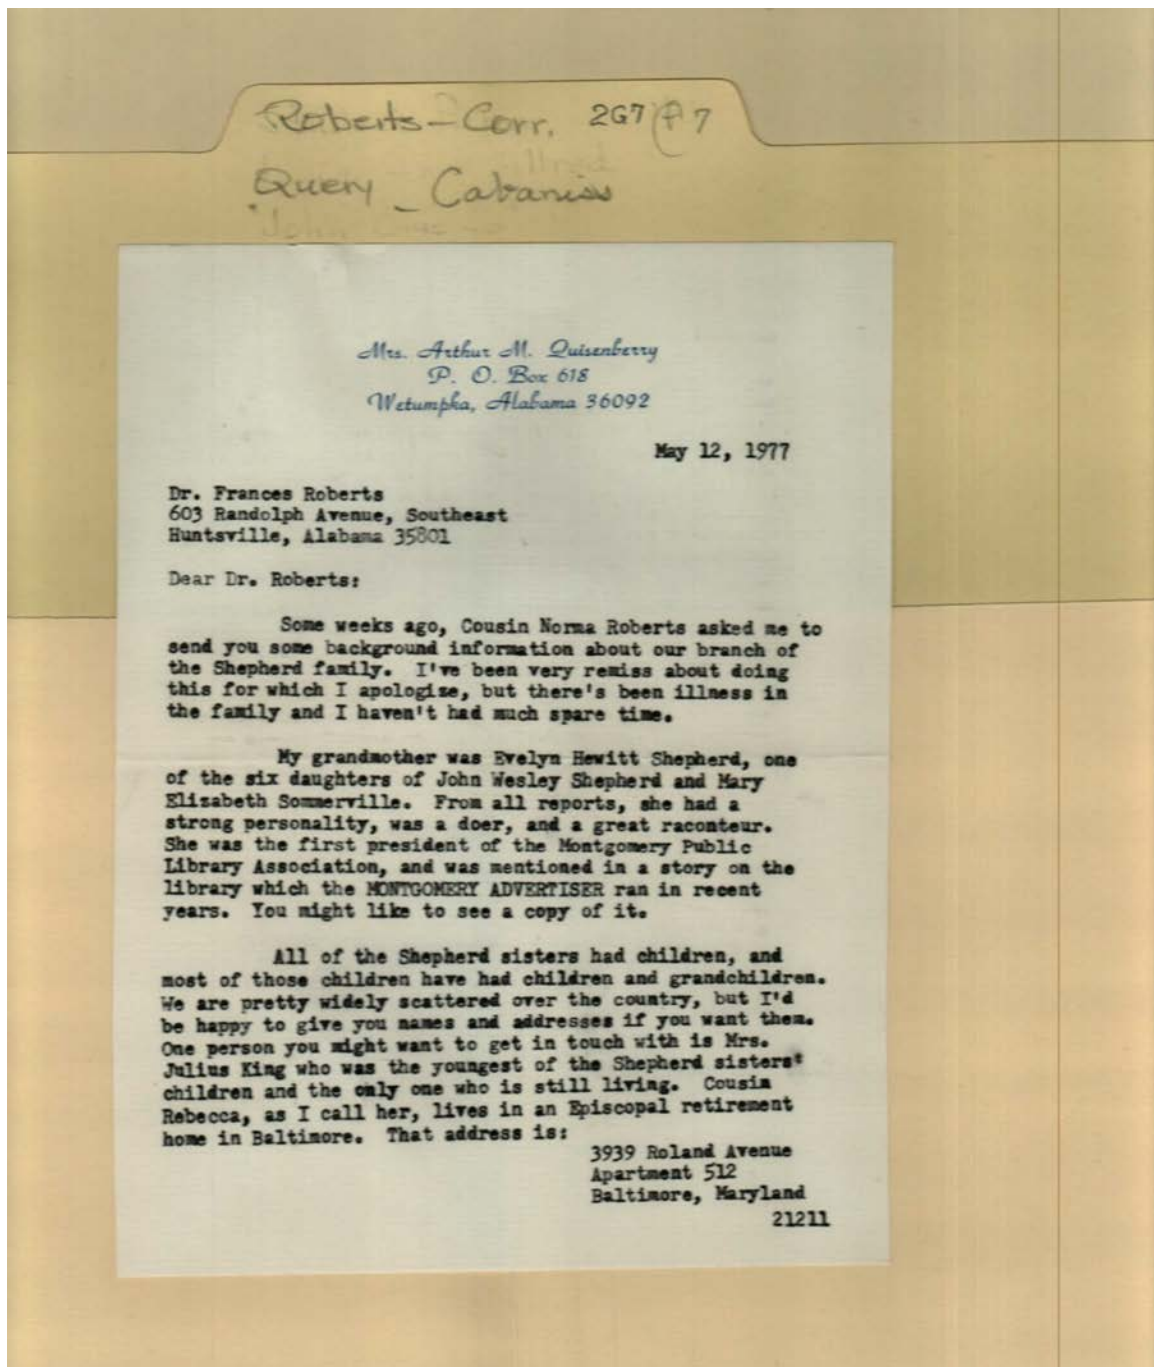 Roberts - Corr. 2G7 7
Query - Cabaniss
Mrs. Arthur M. Quisenberry
P. O. Box 618
Wetumpka, Alabama 36092
May 12, 1977
Dr. Frances Roberts
603 Randolph Avenue, Southeast
Huntsville, Alabama 35801
Dear Dr. Roberts:
Some weeks ago, Cousin Norma Roberts asked me to
send you some background information about our branch of
the Shepherd family. I've been very remiss about doing
this for which I apologize, but there's been illness in
the family and I haven't had much spare time.
My grandmother was Evelyn Hewitt Shepherd, one
of the six daughters of John Wesley Shepherd and Mary
Elizabeth Sommerville. From all reports, she had a
strong personality, was a doer, and a great raconteur.
She was the first president of the Montgomery Public
Library Association, and was mentioned in a story on the
library which the MONTGOMERY ADVERTISER ran in recent
years. You might like to see a copy of it.
All of the Shepherd sisters had children, and
most of those children have had children and grandchildren.
We are pretty widely scattered over the country, but I'd
be happy to give you names and addresses if you want them.
One person you might want to get in touch with is Mrs.
Julius King who was the youngest of the Shepherd sisters'
children and the only one who is still living. Cousin
Rebecca, as I call her, lives in an Episcopal retirement
home in Baltimore. That address is:
3939 Roland Avenue
Apartment 512
Baltimore, Maryland
21211